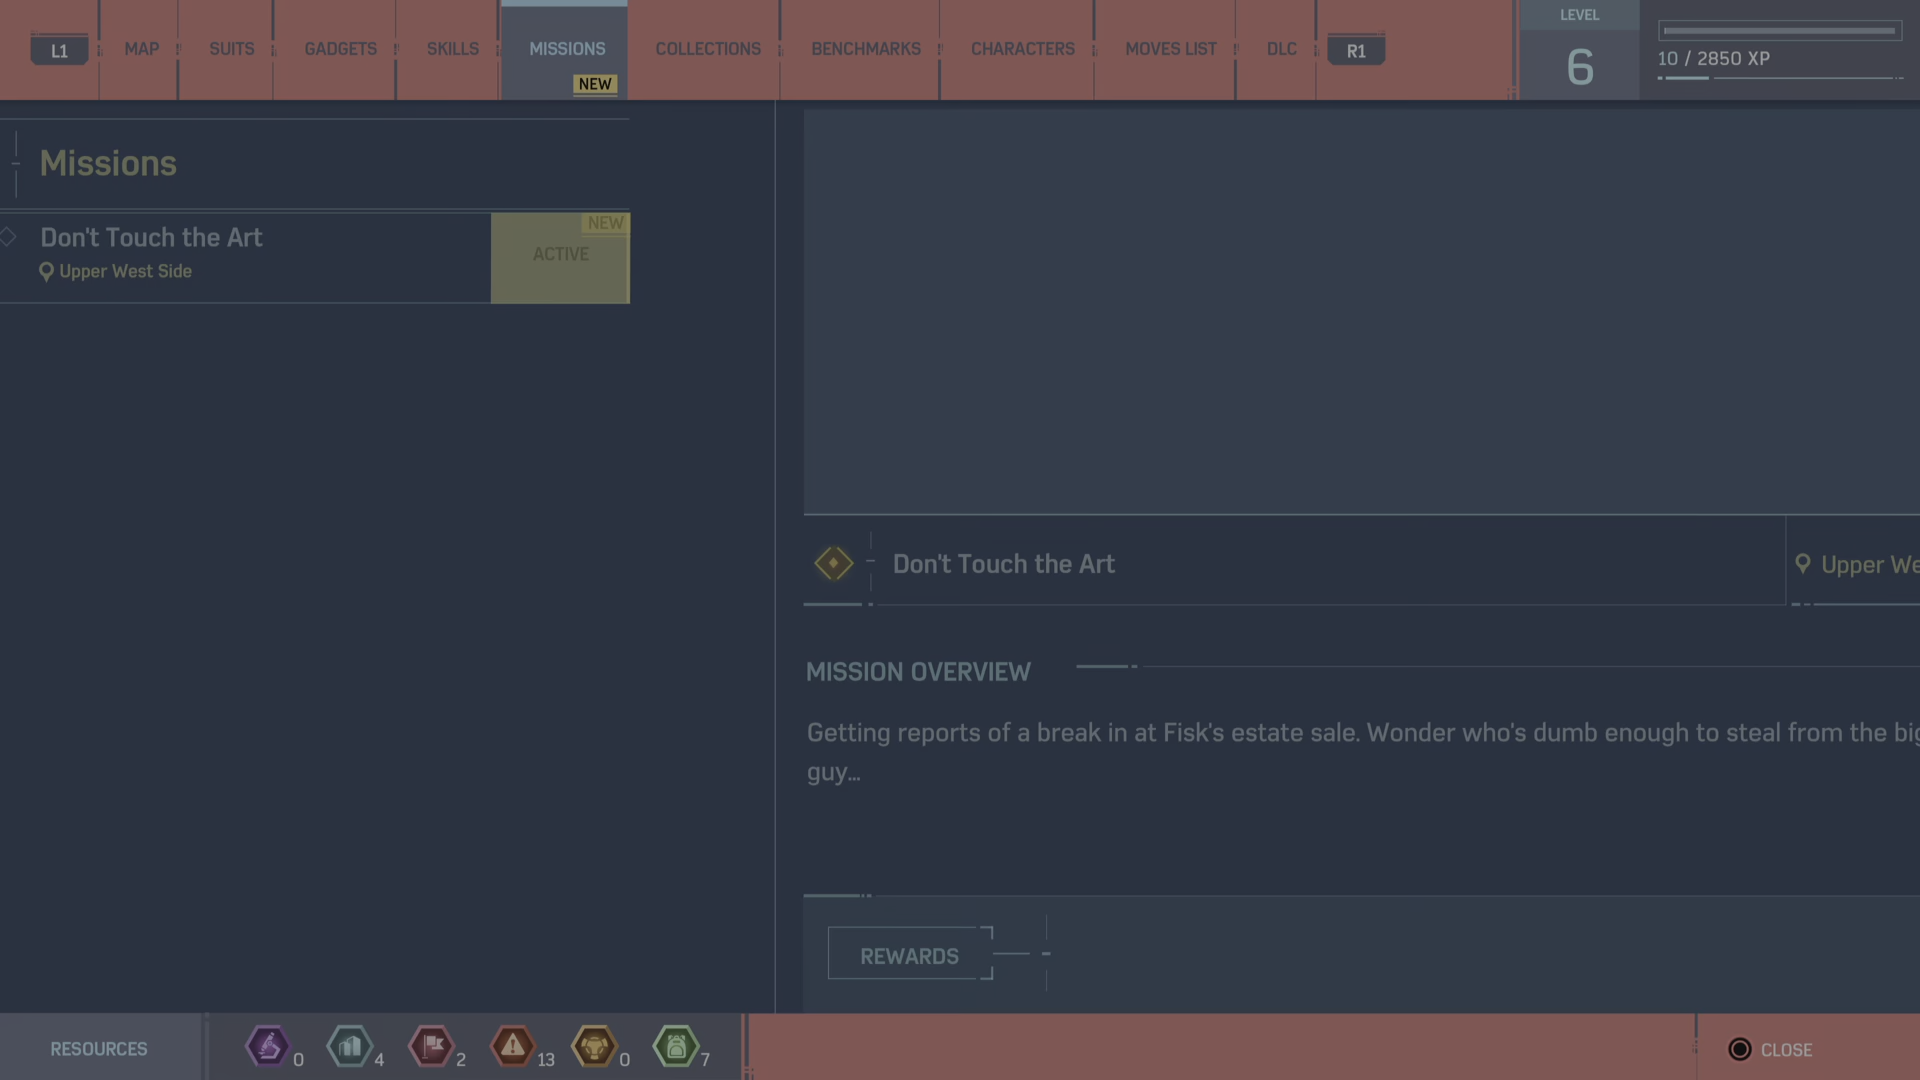 L1
MAP
SUITS
GADGETS
SKILLS
MISSIONS
NEW
COLLECTIONS
BENCHMARKS
CHARACTERS
MOVES LIST
DLC
R1
LEVEL
6
10 / 2850 XP
Missions
Don't Touch the Art
NEW
ACTIVE
Upper West Side
Don't Touch the Art
Upper We
MISSION OVERVIEW
Getting reports of a break in at Fisk's estate sale. Wonder who's dumb enough to steal from the big
guy...
REWARDS
RESOURCES
0
4
2
13
0
7
CLOSE